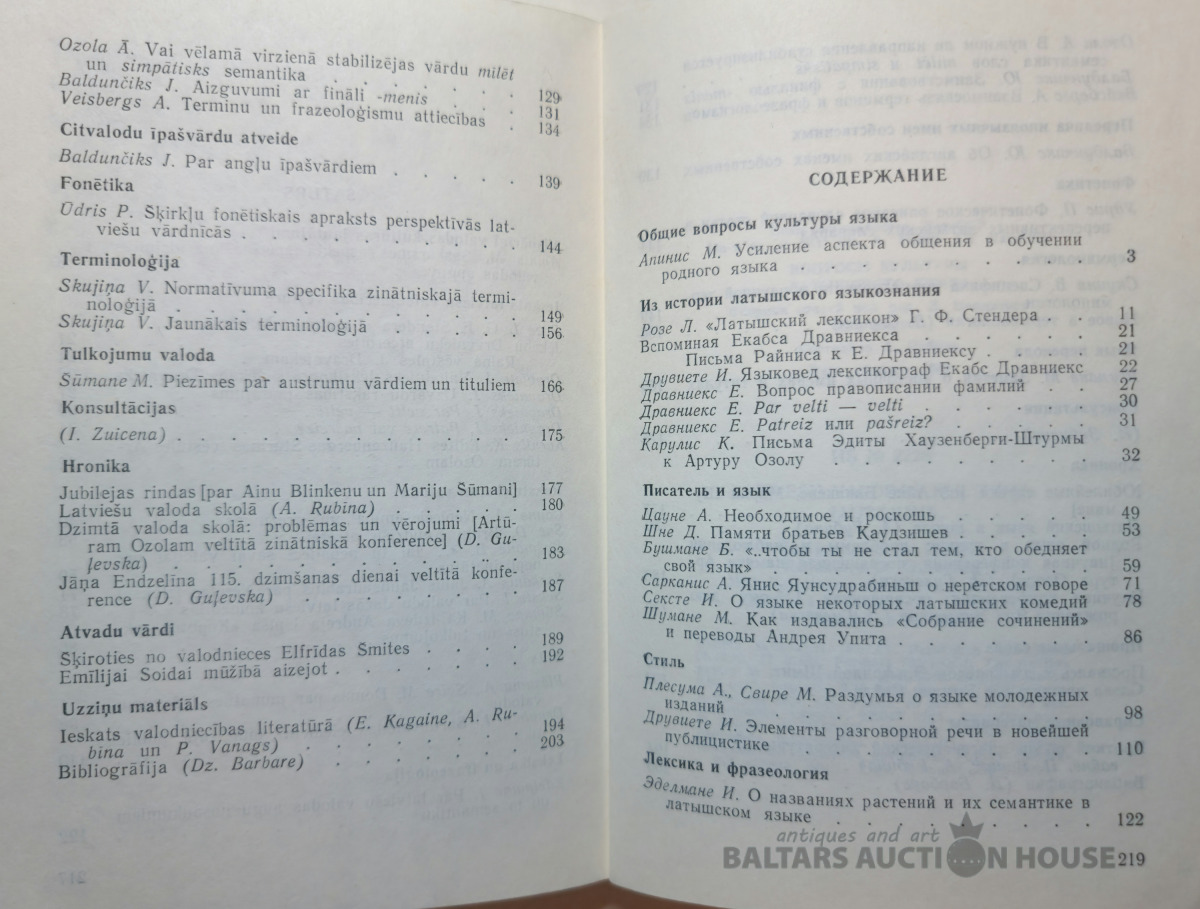 Ozola Ā. Vai vēlamā virzienā stabilizējas vārdu mīlēt
un simpātisks semantika . . . . . 129
Baldunčiks J. Aizguvumi ar fināli -menis . . . 131
Veisbergs A. Terminu un frazeoloģismu attiecības . 134
Citvalodu īpašvārdu atveide
Baldunčiks J. Par angļu īpašvārdiem . . . . . 139
Fonētika
Ūdris P. Šķirkļu fonētiskais apraksts perspektīvās lat-
viešu vārdnīcās . . . . . . . . . 144
Terminoloģija
Skujiņa V. Normatīvuma specifika zinātniskajā termi-
noloģijā . . . . . . . . . . . 149
Skujiņa V. Jaunākais terminoloģijā . . . . . 156
Tulkojumu valoda
Šūmane M. Piezīmes par austrumu vārdiem un tituliem 166
Konsultācijas
(I. Zuicena) . . . . . . . . . . 175
Hronika
Jubilejas rindas [par Ainu Blinkenu un Mariju Šūmani] 177
Latviešu valoda skolā (A. Rubīna) . . . . . 180
Dzimtā valoda skolā: problēmas un vērojumi [Artū-
ram Ozolam veltītā zinātniskā konference] (D. Gu-
ļevska) . . . . . . . . . . . 183
Jāņa Endzelīna 115. dzimšanas dienai veltītā konfe-
rence (D. Guļevska) . . . . . . . 187
Atvadu vārdi
Šķiroties no valodnieces Elfrīdas Šmites . . . . 189
Emīlijai Soidai mūžībā aizejot . . . . . . . 192
Uzziņu materiāls
Ieskats valodniecības literatūrā (E. Kagaine, A. Ru-
bīna un P. Vanags) . . . . . . . 194
Bibliogrāfija (Dz. Barbare) . . . . . . 203
СОДЕРЖАНИЕ
Общие вопросы культуры языка
Апинис М. Усиление аспекта общения в обучении
родного языка . . . . . . . . . 3
Из истории латышского языкознания
Розе Л. «Латышский лексикон» Г. Ф. Стендера . . 11
Вспоминая Екабса Дравниекса . . . . . . 21
Письма Райниса к Е. Дравниексу . . . . 21
Друвиете И. Языковед лексикограф Екабс Дравниекс 22
Дравниекс Е. Вопрос правописании фамилий . . 27
Дравниекс Е. Par velti — velti . . . . . . 30
Дравниекс Е. Patreiz или pašreiz? . . . . . 31
Карулис К. Письма Эдиты Хаузенберги-Штурмы
к Артуру Озолу . . . . . . . . . 32
Писатель и язык
Цауне А. Необходимое и роскошь . . . . . 49
Шне Д. Памяти братьев Каудзишев . . . . . 53
Бушмане Б. «..чтобы ты не стал тем, кто обедняет
свой язык» . . . . . . . . . . 59
Сарканис А. Янис Яунсудрабиньш о неретском говоре 71
Сексте И. О языке некоторых латышских комедий 78
Шумане М. Как издавались «Собрание сочинений»
и переводы Андрея Упита . . . . . . . 86
Стиль
Плесума А., Свире М. Раздумья о языке молодежных
изданий . . . . . . . . . . . 98
Друвиете И. Элементы разговорной речи в новейшей
публицистике . . . . . . . . . . 110
Лексика и фразеология
Эделмане И. О названиях растений и их семантике в
латышском языке . . . . . . . . . 122
antiques and art
BALTARS AUCTION HOUSE
219